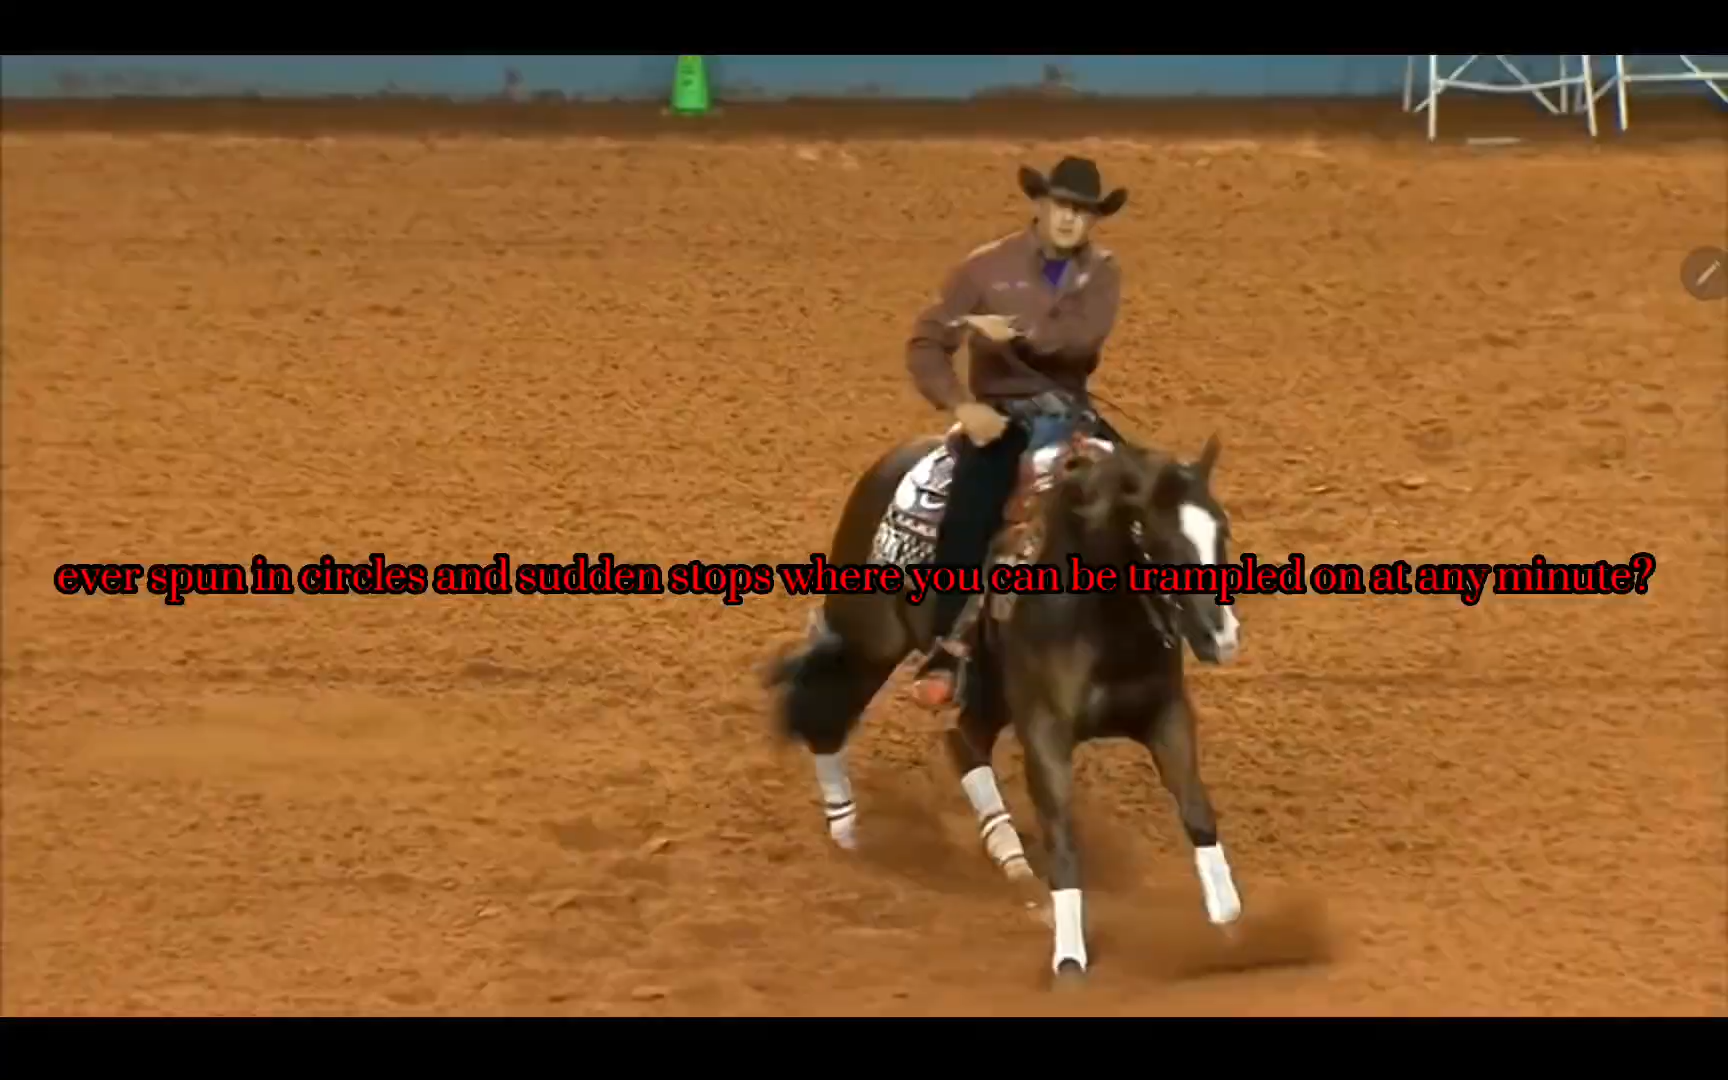 ever spun in circles and sudden stops where you can be trampled on at any minute?